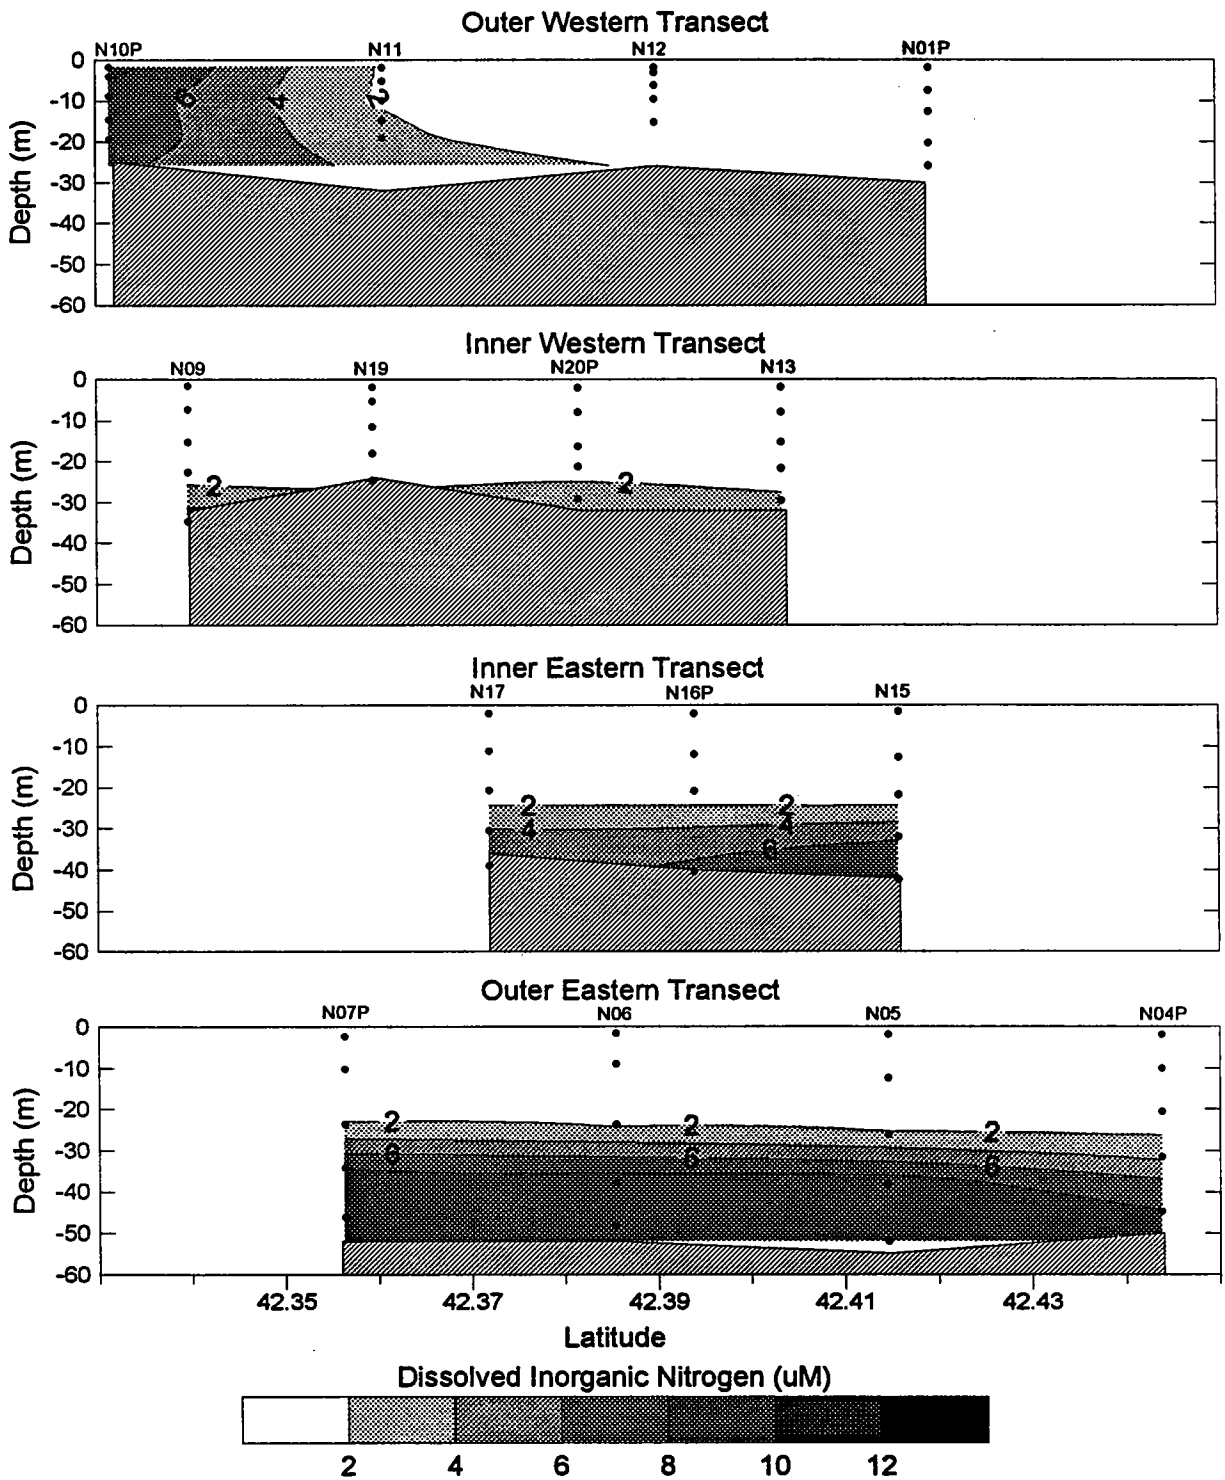 Outer Western Transect
N10P N11 N12 N01P
0
-10
-20
-30
-40
-50
-60
Depth (m)
6 4 2
Inner Western Transect
N09 N19 N20P N13
0
-10
-20
-30
-40
-50
-60
Depth (m)
2 2
Inner Eastern Transect
N17 N16P N15
0
-10
-20
-30
-40
-50
-60
Depth (m)
2 2
4 4
6
Outer Eastern Transect
N07P N06 N05 N04P
0
-10
-20
-30
-40
-50
-60
Depth (m)
2 2 2
6 6 6
42.35 42.37 42.39 42.41 42.43
Latitude
Dissolved Inorganic Nitrogen (uM)
2 4 6 8 10 12